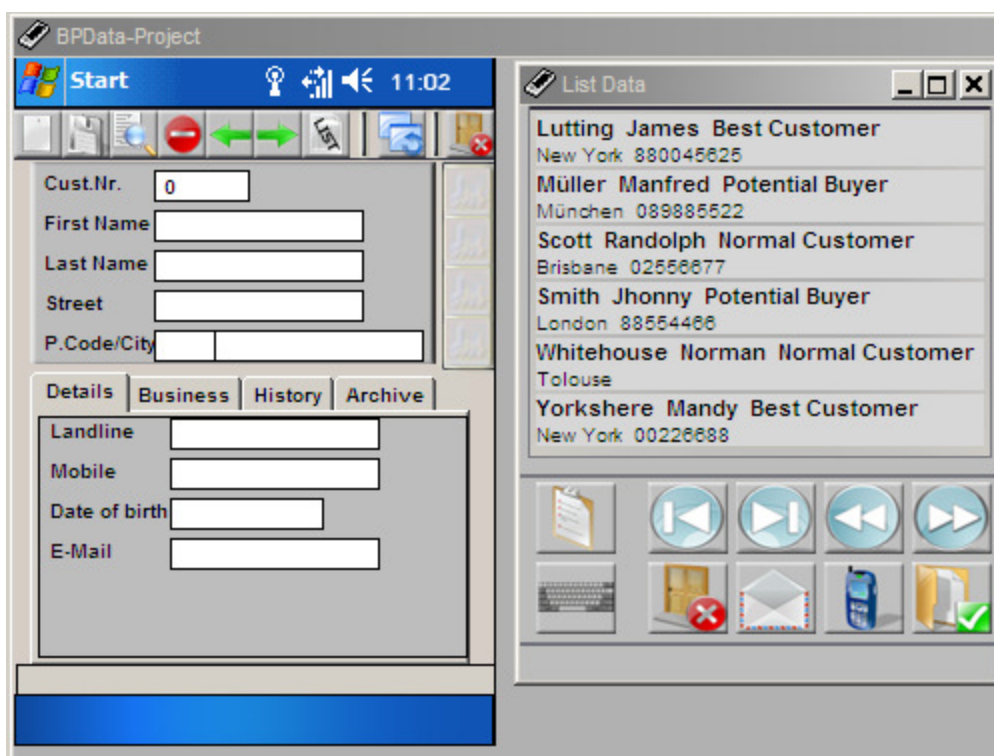 BPData-Project
Start 11:02
LIST
Cust.Nr. 0
First Name
Last Name
Street
P.Code/City
Details Business History Archive
Landline
Mobile
Date of birth
E-Mail
List Data
Lutting James Best Customer
New York 880045625
Müller Manfred Potential Buyer
München 089885522
Scott Randolph Normal Customer
Brisbane 02556677
Smith Jhonny Potential Buyer
London 88554466
Whitehouse Norman Normal Customer
Tolouse
Yorkshere Mandy Best Customer
New York 00226688